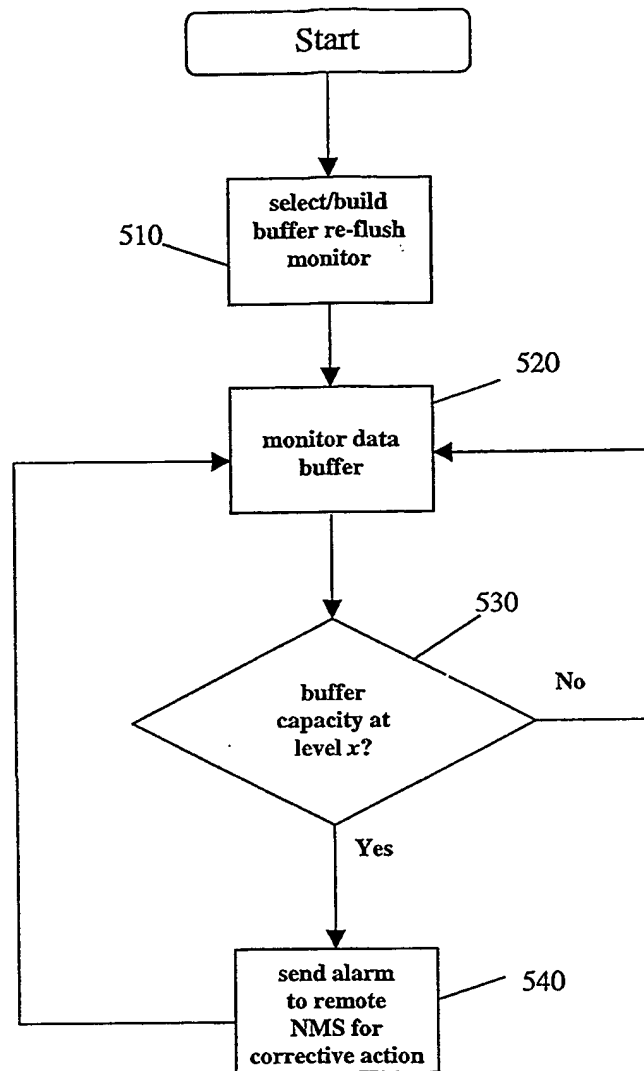 Start
select/build
buffer re-flush
monitor
510
520
monitor data
buffer
530
buffer
capacity at
level x?
No
Yes
send alarm
to remote
NMS for
corrective action
540